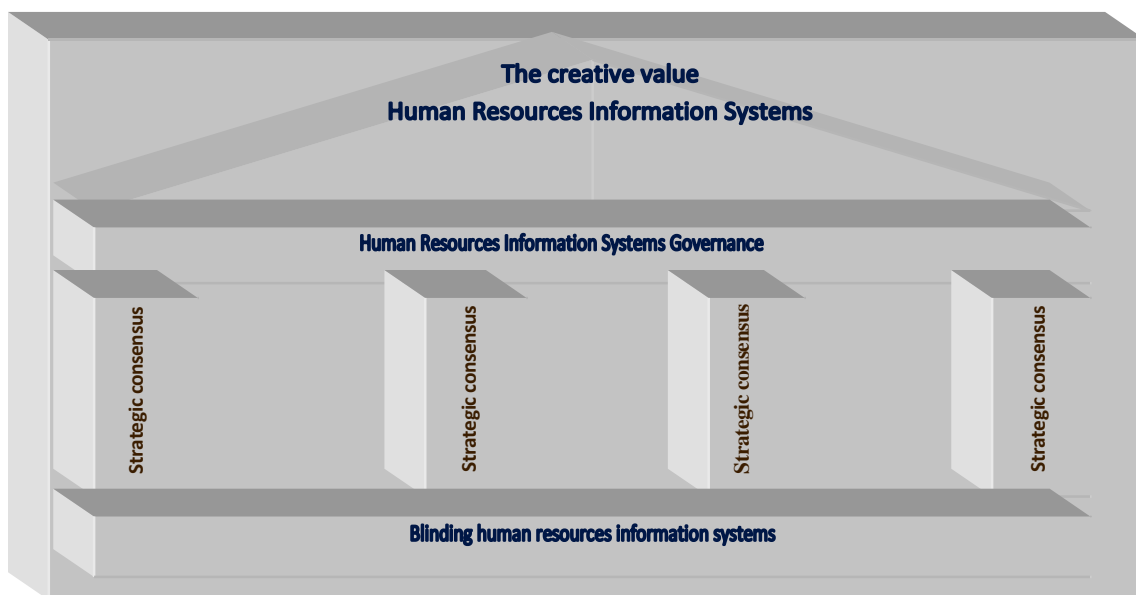 The creative value
Human Resources Information Systems
Human Resources Information Systems Governance
Strategic consensus
Strategic consensus
Strategic consensus
Strategic consensus
Blinding human resources information systems